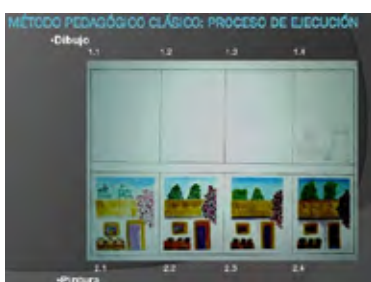 MÉTODO PEDAGÓGICO CLÁSICO: PROCESO DE EJECUCIÓN
•Dibujo
1.1 1.2 1.3 1.4
2.1 2.2 2.3 2.4
•Pintura